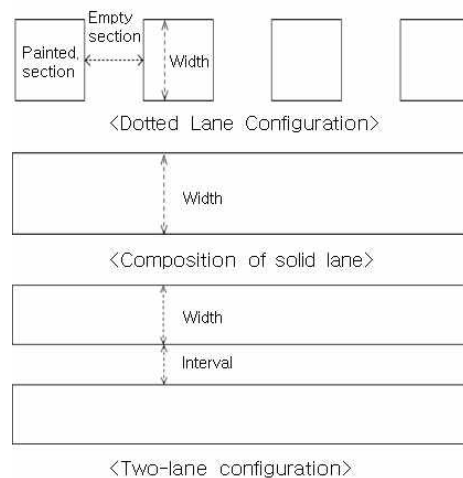 Empty
section
Painted,
section
Width
<Dotted Lane Configuration>
Width
<Composition of solid lane>
Width
Interval
<Two-lane configuration>